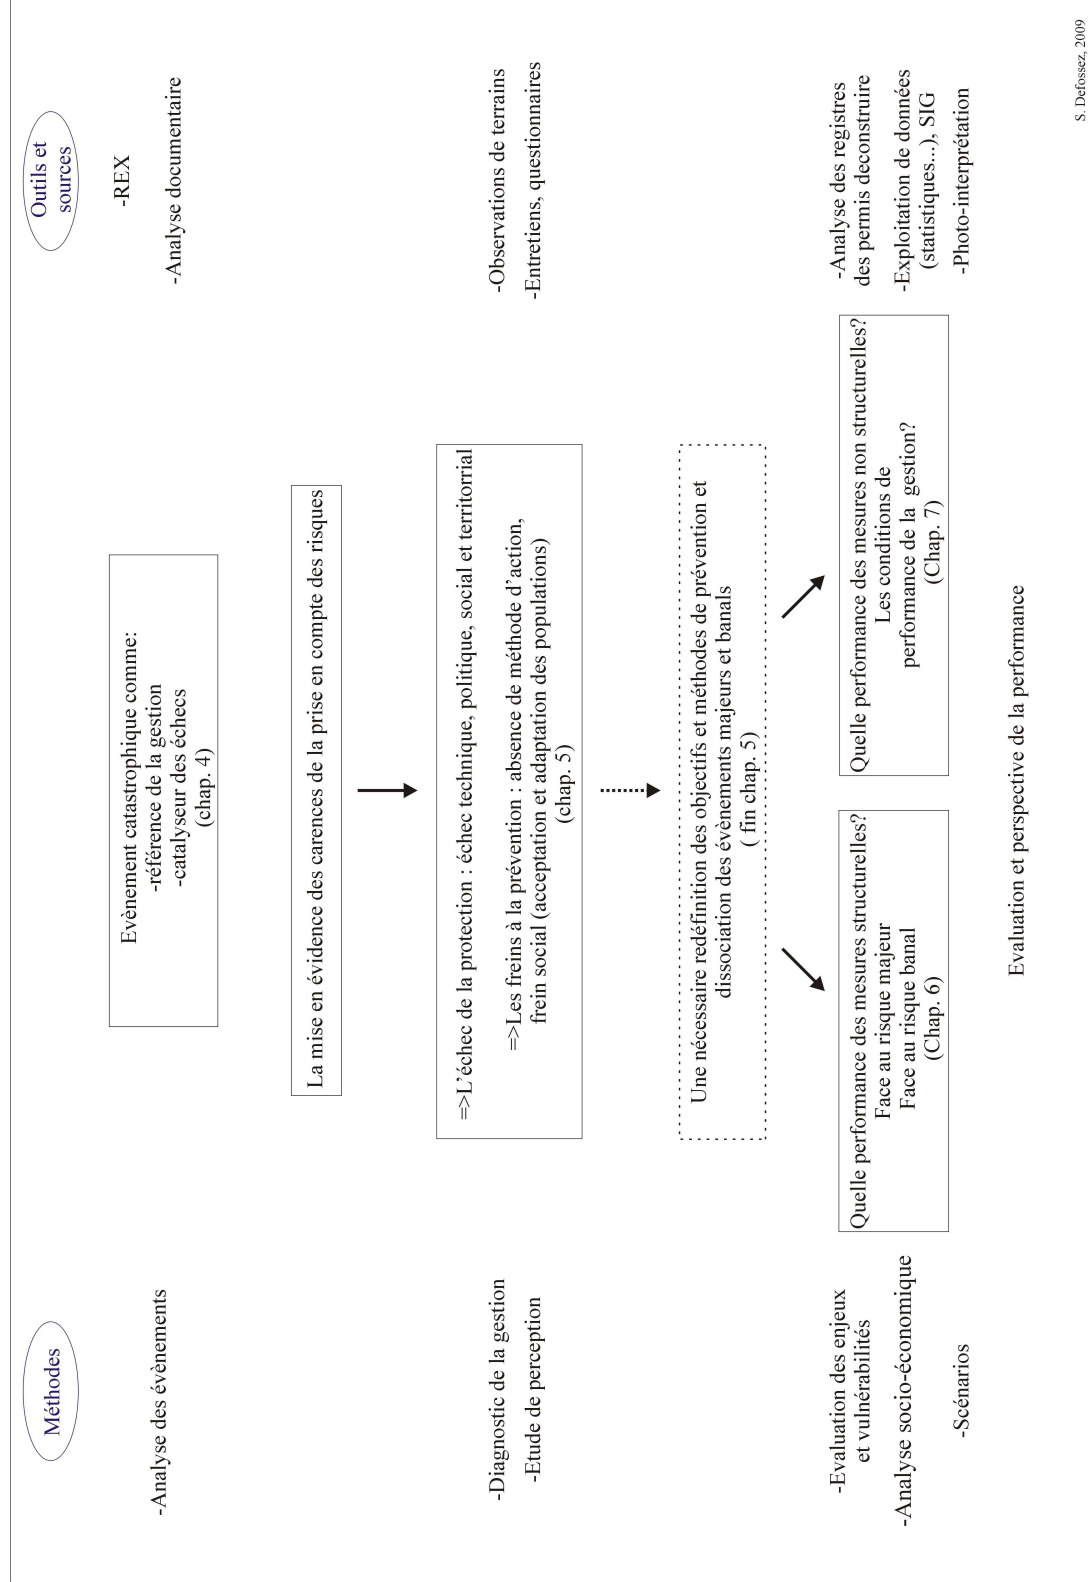 Méthodes
Outils et
sources
-Analyse des évènements
Evènement catastrophique comme:
-référence de la gestion
-catalyseur des échecs
(chap. 4)
-REX
-Analyse documentaire
La mise en évidence des carences de la prise en compte des risques
-Diagnostic de la gestion
-Etude de perception
=>L'échec de la protection : échec technique, politique, social et territorrial
=>Les freins à la prévention : absence de méthode d'action,
frein social (acceptation et adaptation des populations)
(chap. 5)
-Observations de terrains
-Entretiens, questionnaires
Une nécessaire redéfinition des objectifs et méthodes de prévention et
dissociation des évènements majeurs et banals
( fin chap. 5)
-Evaluation des enjeux
et vulnérabilités
-Analyse socio-économique
-Scénarios
Quelle performance des mesures structurelles?
Face au risque majeur
Face au risque banal
(Chap. 6)
Quelle performance des mesures non structurelles?
Les conditions de
performance de la gestion?
(Chap. 7)
-Analyse des registres
des permis deconstruire
-Exploitation de données
(statistiques...), SIG
-Photo-interprétation
Evaluation et perspective de la performance
S. Defossez, 2009